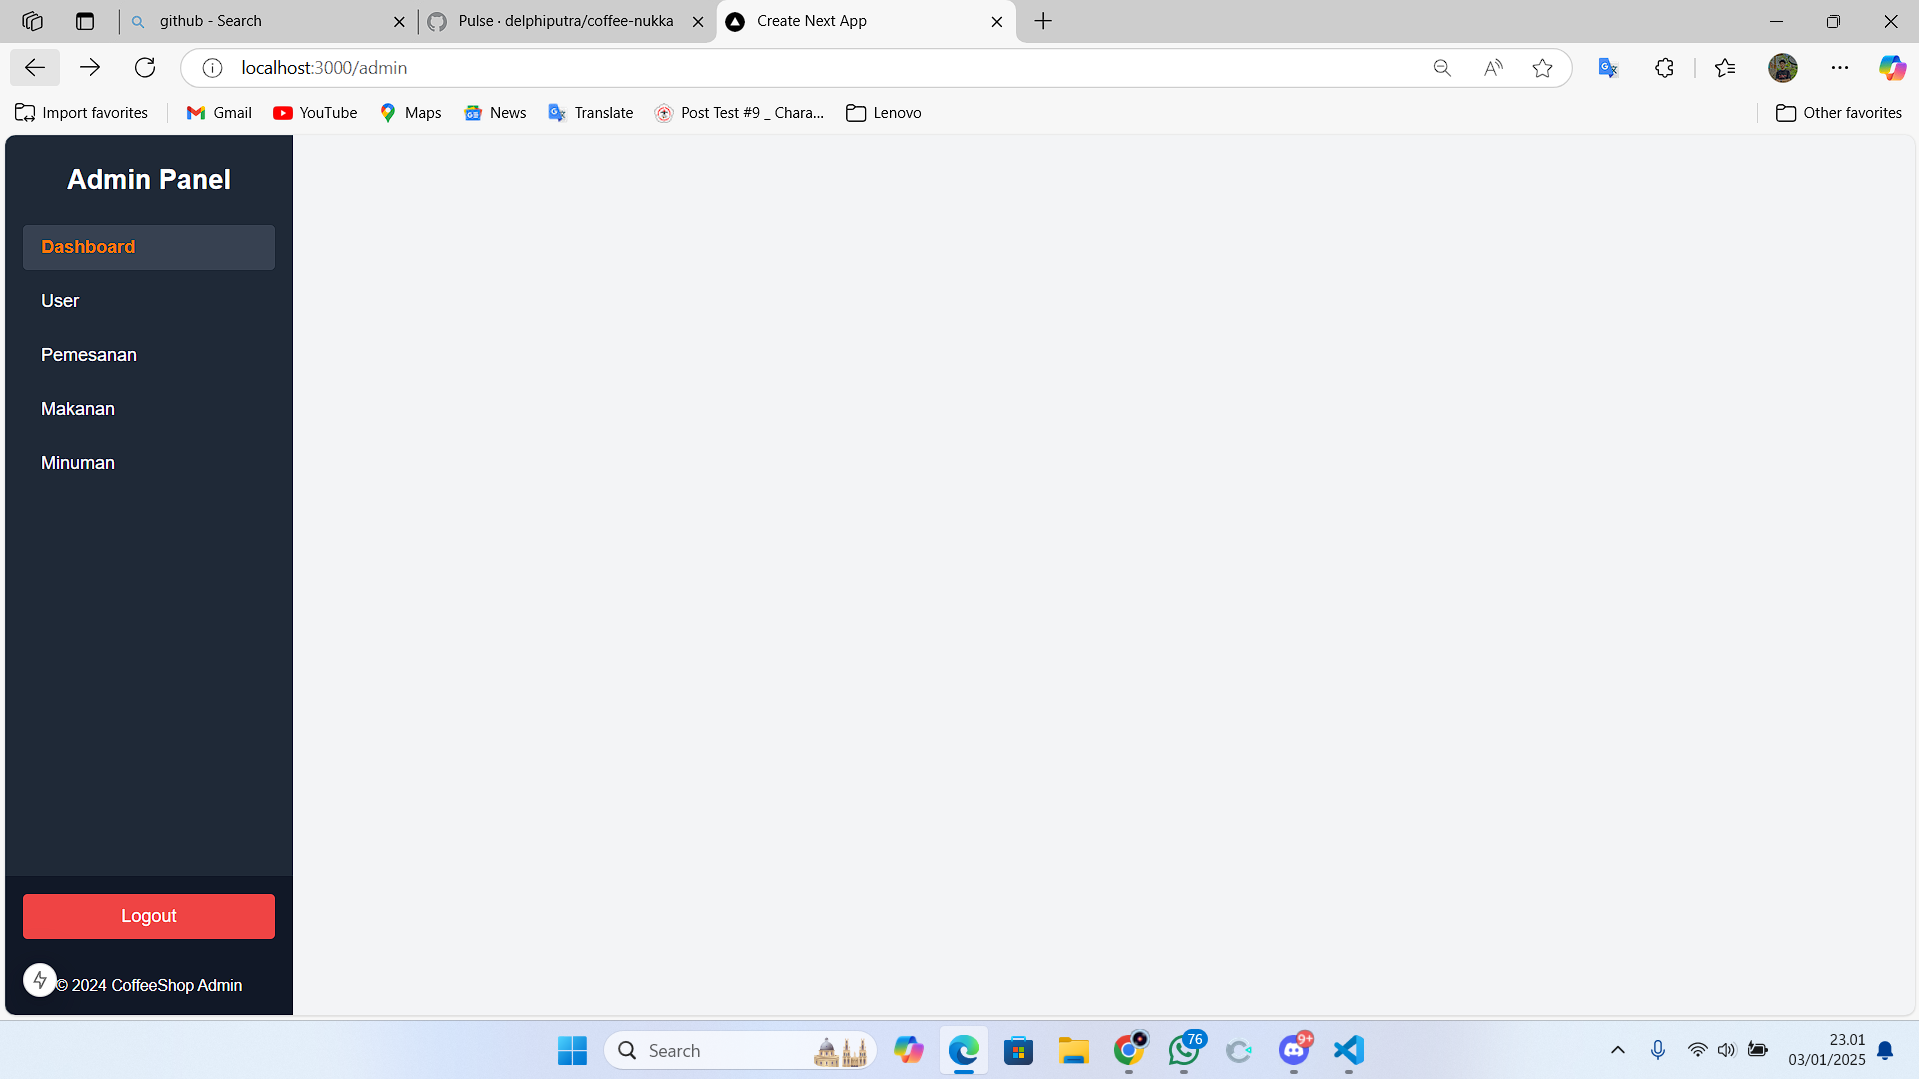 github - Search
Pulse · delphiputra/coffee-nukka
Create Next App
localhost:3000/admin
Import favorites
Gmail
YouTube
Maps
News
Translate
Post Test #9 _ Chara...
Lenovo
Other favorites
Admin Panel
Dashboard
User
Pemesanan
Makanan
Minuman
Logout
© 2024 CoffeeShop Admin
Search
76
9+
23.01
03/01/2025